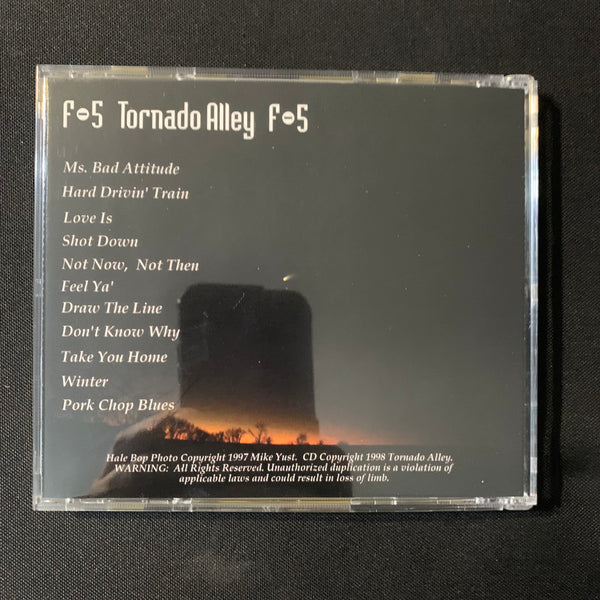 F-5 Tornado Alley F-5
Ms. Bad Attitude
Hard Drivin' Train
Love Is
Shot Down
Not Now, Not Then
Feel Ya'
Draw The Line
Don't Know Why
Take You Home
Winter
Pork Chop Blues
Hale Bop Photo Copyright 1997 Mike Yust. CD Copyright 1998 Tornado Alley.
WARNING: All Rights Reserved. Unauthorized duplication is a violation of
applicable laws and could result in loss of limb.